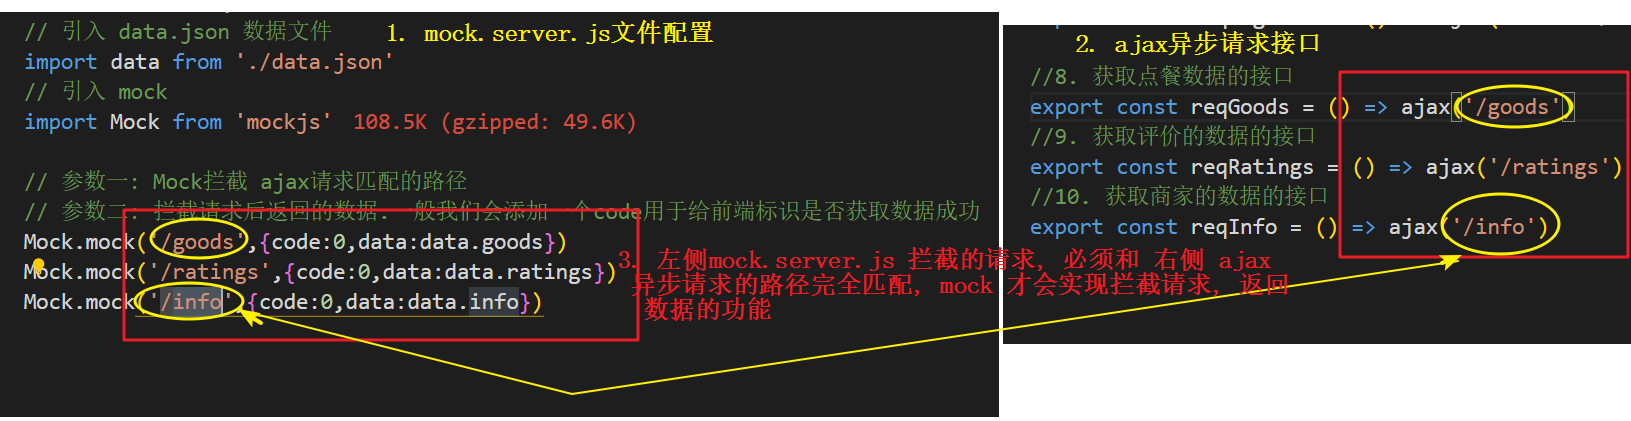 // 引入 data.json 数据文件
1. mock.server.js文件配置
import data from './data.json'
// 引入 mock
import Mock from 'mockjs' 108.5K (gzipped: 49.6K)
// 参数一: Mock拦截 ajax请求匹配的路径
// 参数二: 拦截请求后返回的数据. 一般我们会添加一个code用于给前端标识是否获取数据成功
Mock.mock('/goods',{code:0,data:data.goods})
Mock.mock('/ratings',{code:0,data:data.ratings})
Mock.mock('/info',{code:0,data:data.info})
2. ajax异步请求接口
//8. 获取点餐数据的接口
export const reqGoods = () => ajax('/goods')
//9. 获取评价的数据的接口
export const reqRatings = () => ajax('/ratings')
//10. 获取商家的数据的接口
export const reqInfo = () => ajax('/info')
3. 左侧mock.server.js 拦截的请求, 必须和 右侧 ajax
异步请求的路径完全匹配, mock 才会实现拦截请求, 返回
数据的功能